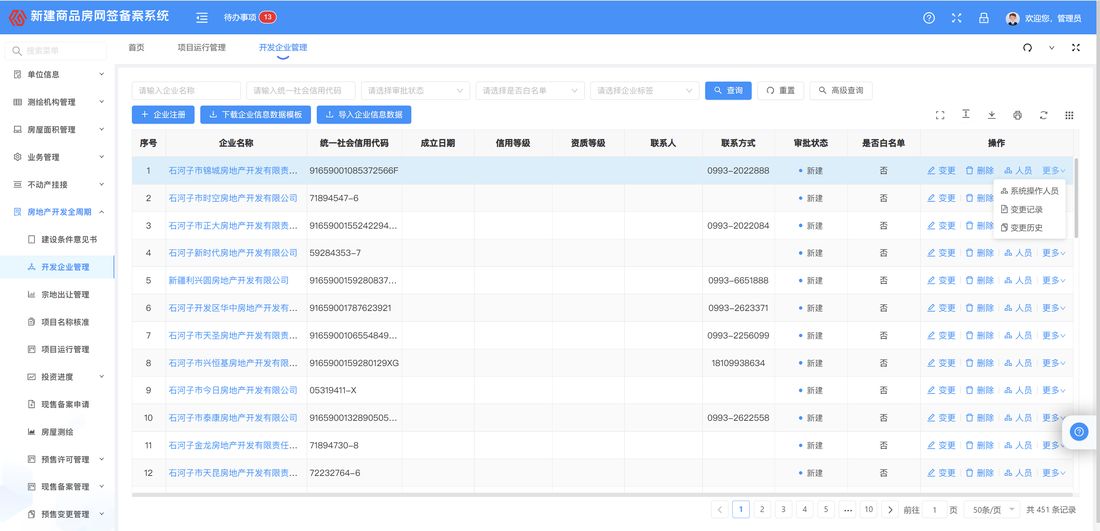 新建商品房网签备案系统
待办事项 13
欢迎您，管理员
搜索菜单
单位信息
测绘机构管理
房屋面积管理
业务管理
不动产挂接
房地产开发全周期
建设条件意见书
开发企业管理
宗地出让管理
项目名称核准
项目运行管理
投资进度
现售备案申请
房屋测绘
预售许可管理
现售备案管理
预售变更管理
首页 项目运行管理 开发企业管理
请输入企业名称 请输入统一社会信用代码 请选择审批状态 请选择是否白名单 请选择企业标签 查询 重置 高级查询
企业注册 下载企业信息数据模板 导入企业信息数据
序号 企业名称 统一社会信用代码 成立日期 信用等级 资质等级 联系人 联系方式 审批状态 是否白名单 操作
1 石河子市锦城房地产开发有限责... 91659001085372566F 0993-2022888 新建 否 变更 删除 人员 更多
2 石河子市时空房地产开发有限公司 71894547-6 新建 否 变更 删除
3 石河子市正大房地产开发有限责... 9165900155242294... 0993-2022084 新建 否 变更 删除
4 石河子新时代房地产开发有限公司 59284353-7 新建 否 变更 删除 人员 更多
5 新疆利兴圆房地产开发有限公司 9165900159280837... 0993-6651888 新建 否 变更 删除 人员 更多
6 石河子开发区华中房地产开发有... 91659001787623921 0993-2623371 新建 否 变更 删除 人员 更多
7 石河子市天圣房地产开发有限责... 9165900106554849... 0993-2256099 新建 否 变更 删除 人员 更多
8 石河子市兴恒基房地产开发有限... 9165900159280129XG 18109938634 新建 否 变更 删除 人员 更多
9 石河子市今日房地产开发有限公司 05319411-X 新建 否 变更 删除 人员 更多
10 石河子市泰康房地产开发有限公司 9165900132890505... 0993-2622558 新建 否 变更 删除 人员 更多
11 石河子金龙房地产开发有限责任... 71894730-8 新建 否 变更 删除 人员 更多
12 石河子市天昆房地产开发有限责... 72232764-6 新建 否 变更 删除 人员 更多
系统操作人员
变更记录
变更历史
1 2 3 4 5 ... 10 前往 1 页 50条/页 共 451 条记录